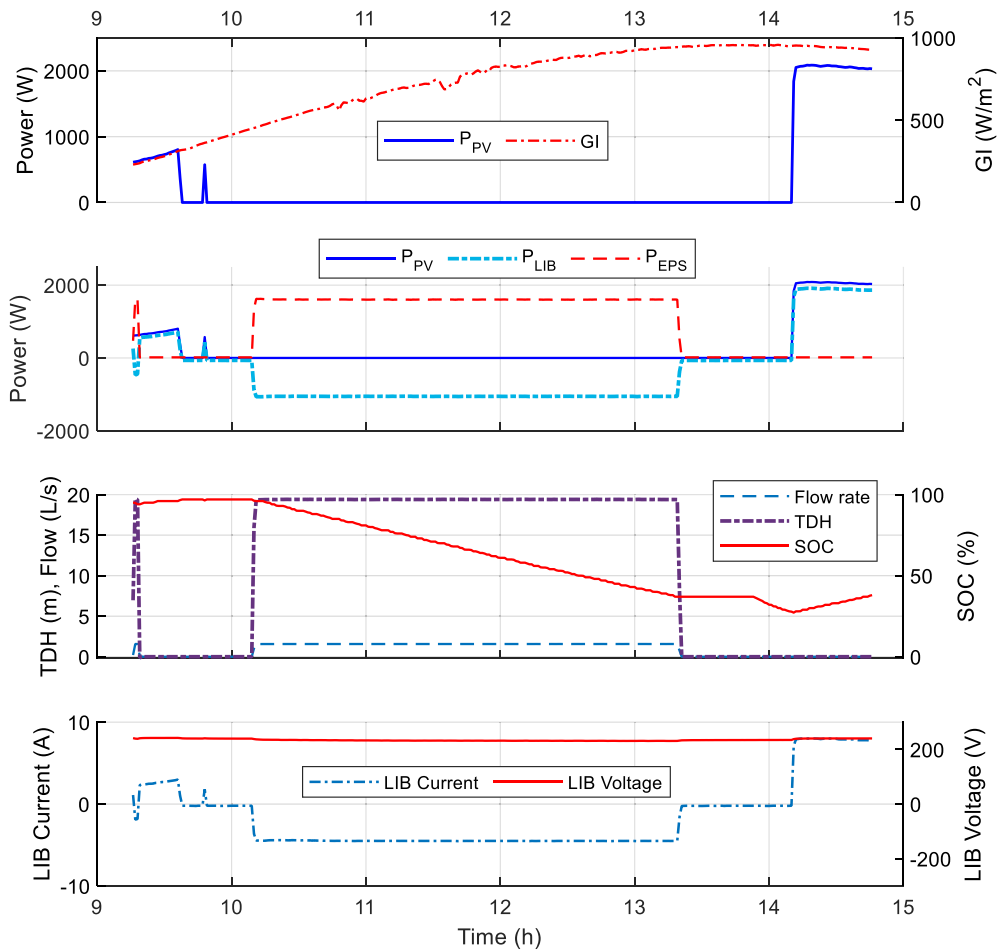 9 10 11 12 13 14 15
Power (W)
2000
1000
0
P_PV GI
1000
500
0
GI (W/m²)
P_PV P_LIB P_EPS
Power (W)
2000
0
-2000
TDH (m), Flow (L/s)
20
15
10
5
0
Flow rate
TDH
SOC
100
50
0
SOC (%)
LIB Current (A)
10
0
-10
LIB Current LIB Voltage
200
0
-200
LIB Voltage (V)
9 10 11 12 13 14 15
Time (h)